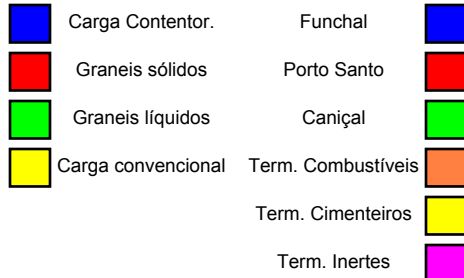 Carga Contentor.
Graneis sólidos
Graneis líquidos
Carga convencional
Funchal
Porto Santo
Caniçal
Term. Combustíveis
Term. Cimenteiros
Term. Inertes